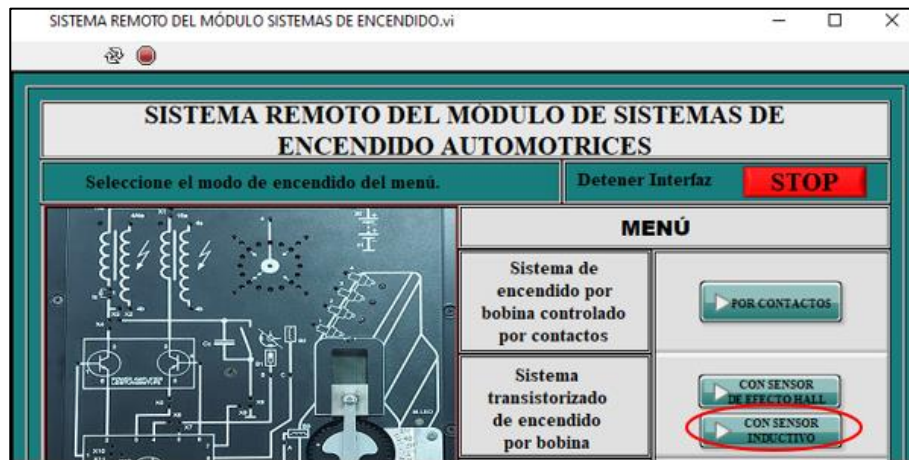 SISTEMA REMOTO DEL MÓDULO SISTEMAS DE ENCENDIDO.vi
SISTEMA REMOTO DEL MÓDULO DE SISTEMAS DE
ENCENDIDO AUTOMOTRICES
Seleccione el modo de encendido del menú.
Detener Interfaz
STOP
MENÚ
Sistema de
encendido por
bobina controlado
por contactos
POR CONTACTOS
Sistema
transistorizado
de encendido
por bobina
CON SENSOR
DE EFECTO HALL
CON SENSOR
INDUCTIVO
POWER AMPLIFIER